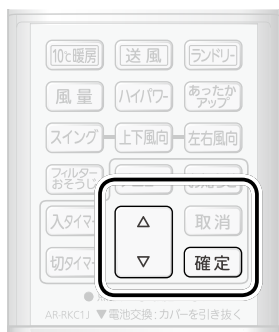 10℃暖房 送風 ランドリー
風量 ハイパワー あったか
アップ
スイング 上下風向 左右風向
フィルター
おそうじ
入タイマー △ 取消
切タイマー ▽ 確定
AR-RKC1J ▼電池交換:カバーを引き抜く